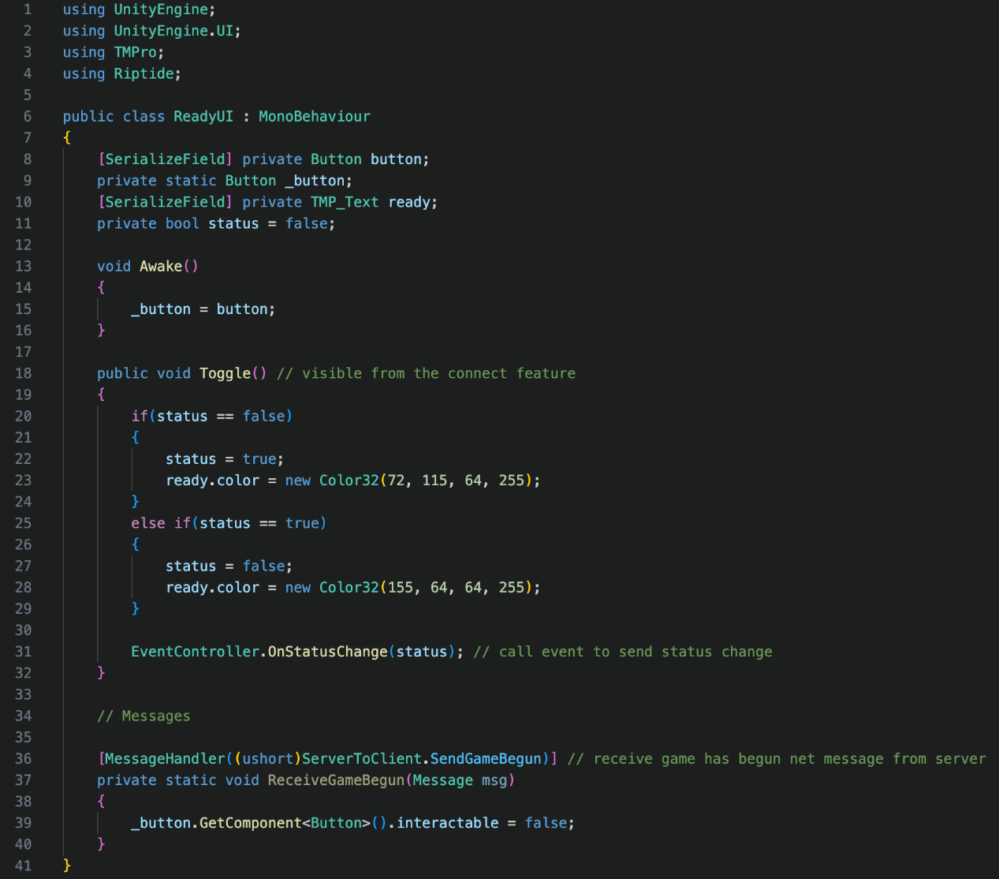 1 using UnityEngine;
2 using UnityEngine.UI;
3 using TMPro;
4 using Riptide;
5
6 public class ReadyUI : MonoBehaviour
7 {
8     [SerializeField] private Button button;
9     private static Button _button;
10     [SerializeField] private TMP_Text ready;
11     private bool status = false;
12
13     void Awake()
14     {
15         _button = button;
16     }
17
18     public void Toggle() // visible from the connect feature
19     {
20         if(status == false)
21         {
22             status = true;
23             ready.color = new Color32(72, 115, 64, 255);
24         }
25         else if(status == true)
26         {
27             status = false;
28             ready.color = new Color32(155, 64, 64, 255);
29         }
30
31         EventController.OnStatusChange(status); // call event to send status change
32     }
33
34     // Messages
35
36     [MessageHandler((ushort)ServerToClient.SendGameBegun)] // receive game has begun net message from server
37     private static void ReceiveGameBegun(Message msg)
38     {
39         _button.GetComponent<Button>().interactable = false;
40     }
41 }